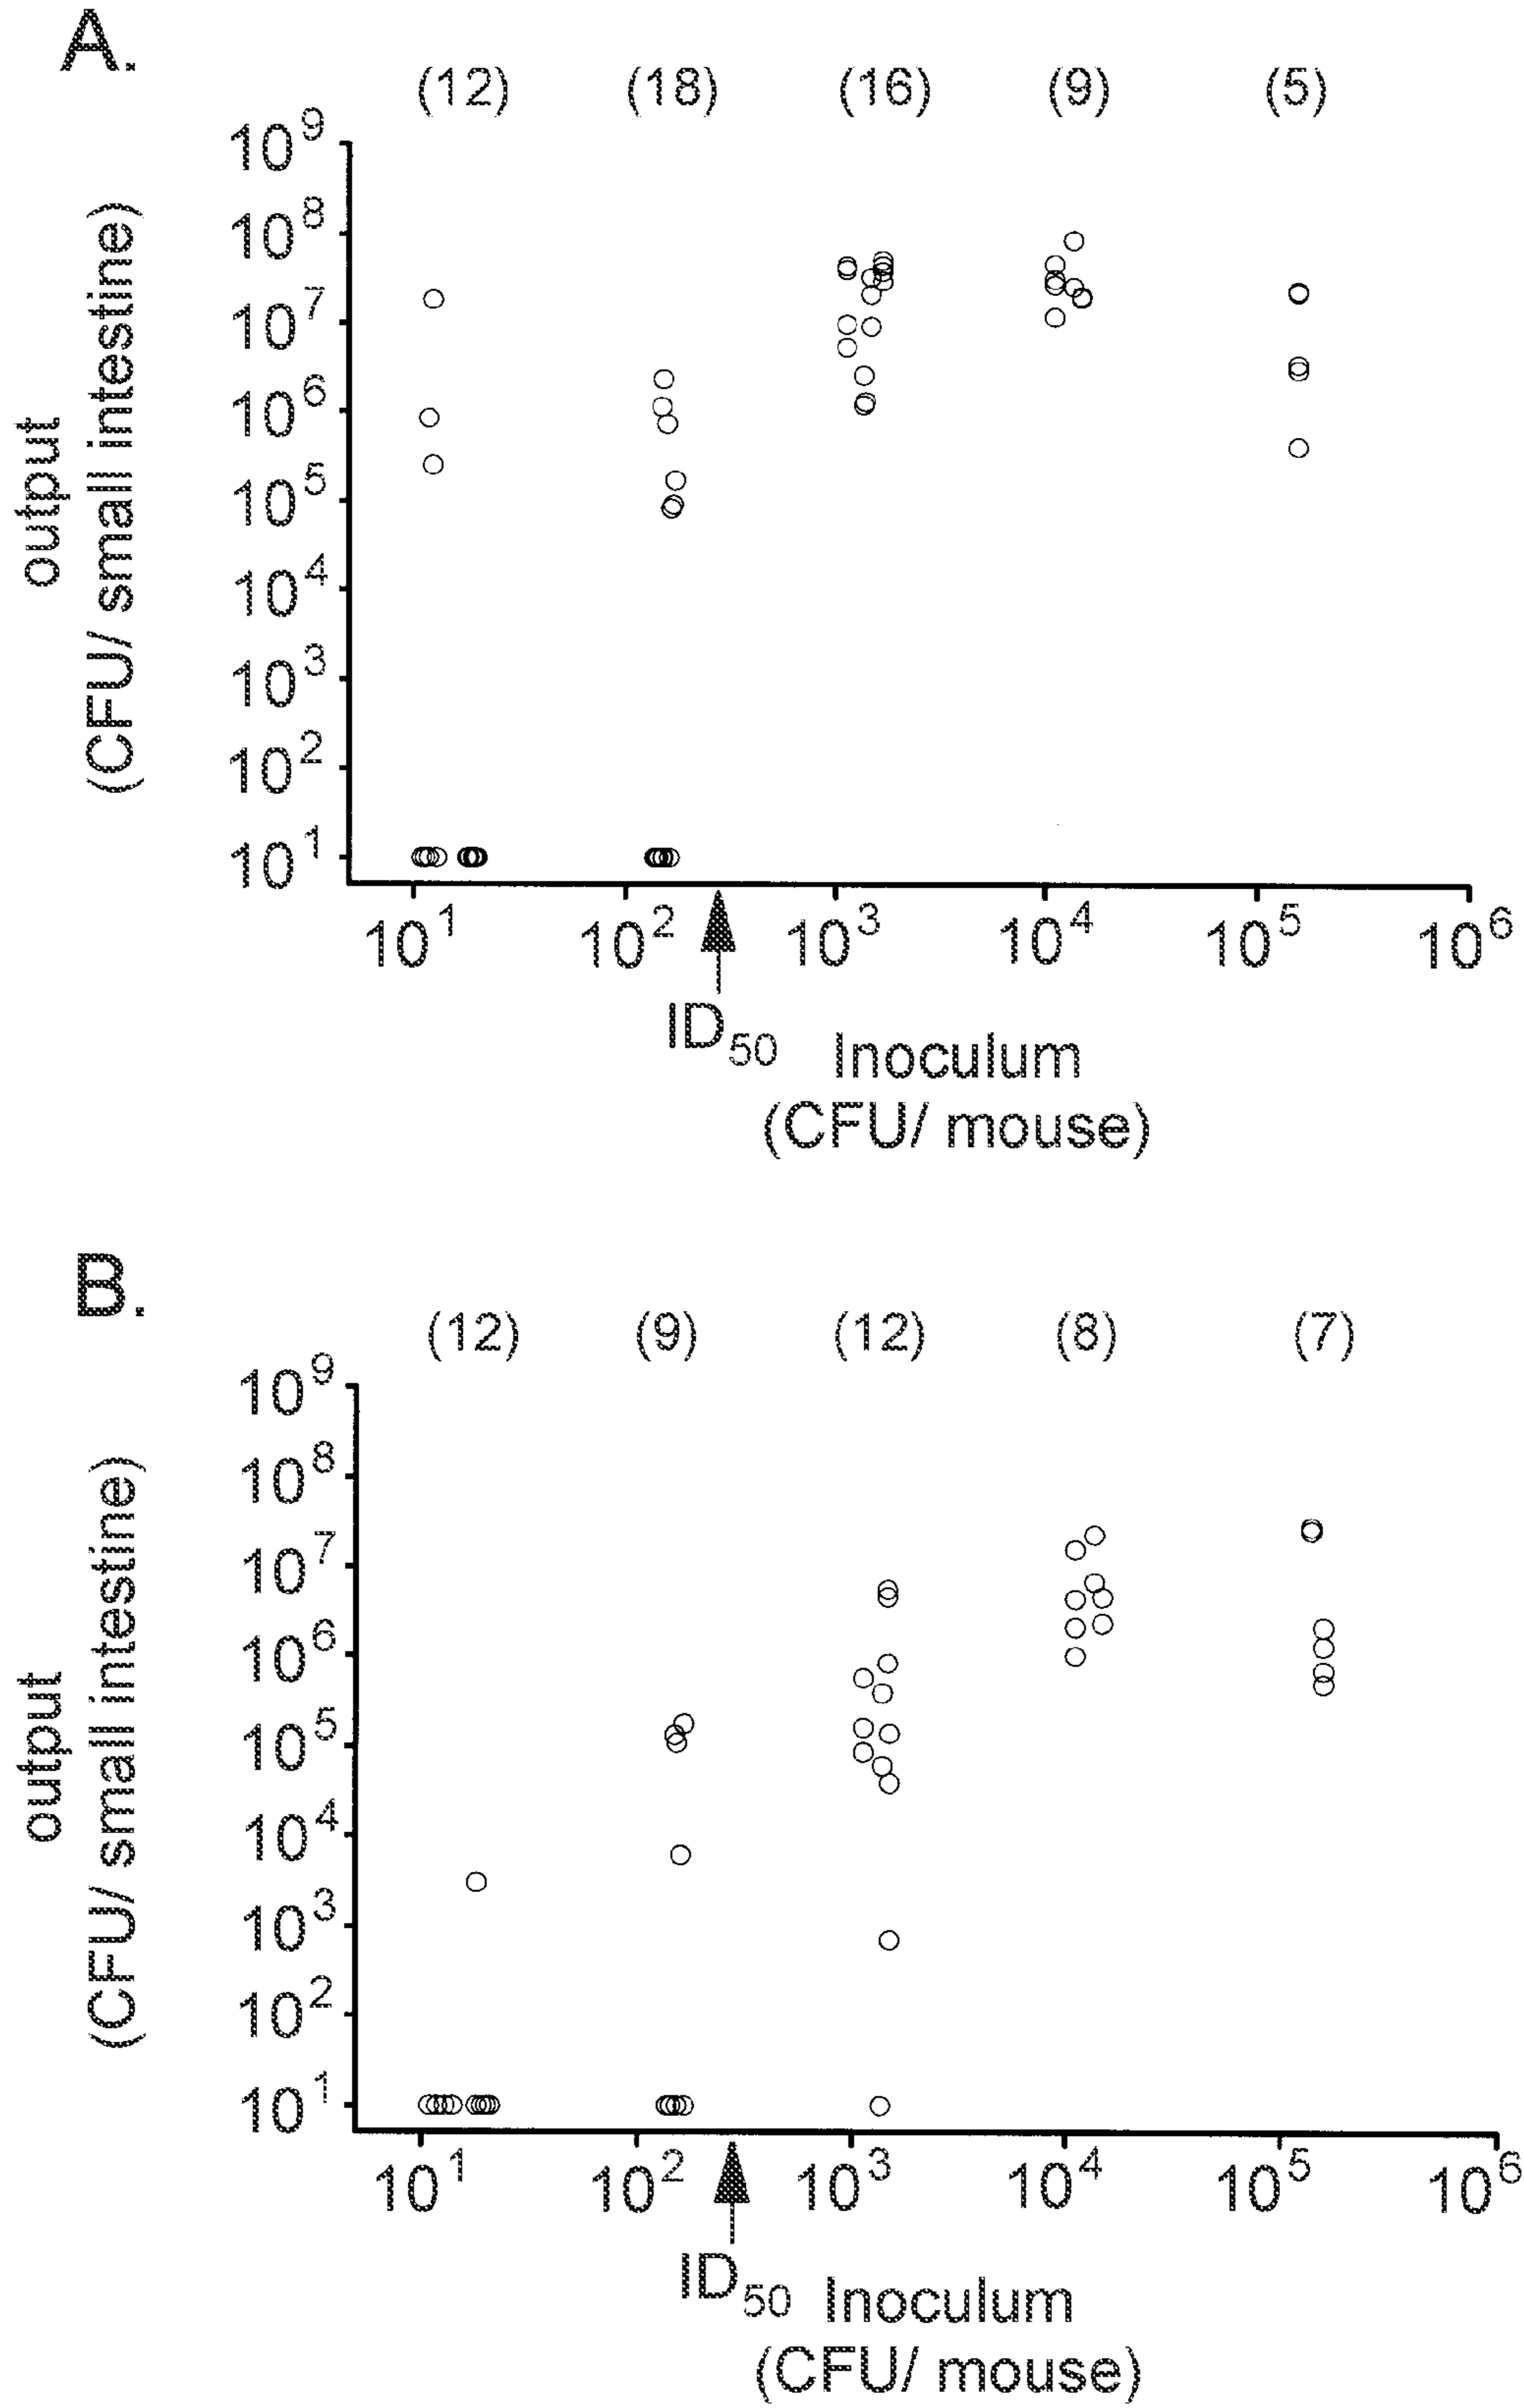 A.
(12) (18) (16) (9) (5)
10^9
10^8
10^7
10^6
10^5
10^4
10^3
10^2
10^1
output
(CFU/ small intestine)
10^1 10^2 10^3 10^4 10^5 10^6
ID50
Inoculum
(CFU/ mouse)
B.
(12) (9) (12) (8) (7)
10^9
10^8
10^7
10^6
10^5
10^4
10^3
10^2
10^1
output
(CFU/ small intestine)
10^1 10^2 10^3 10^4 10^5 10^6
ID50
Inoculum
(CFU/ mouse)